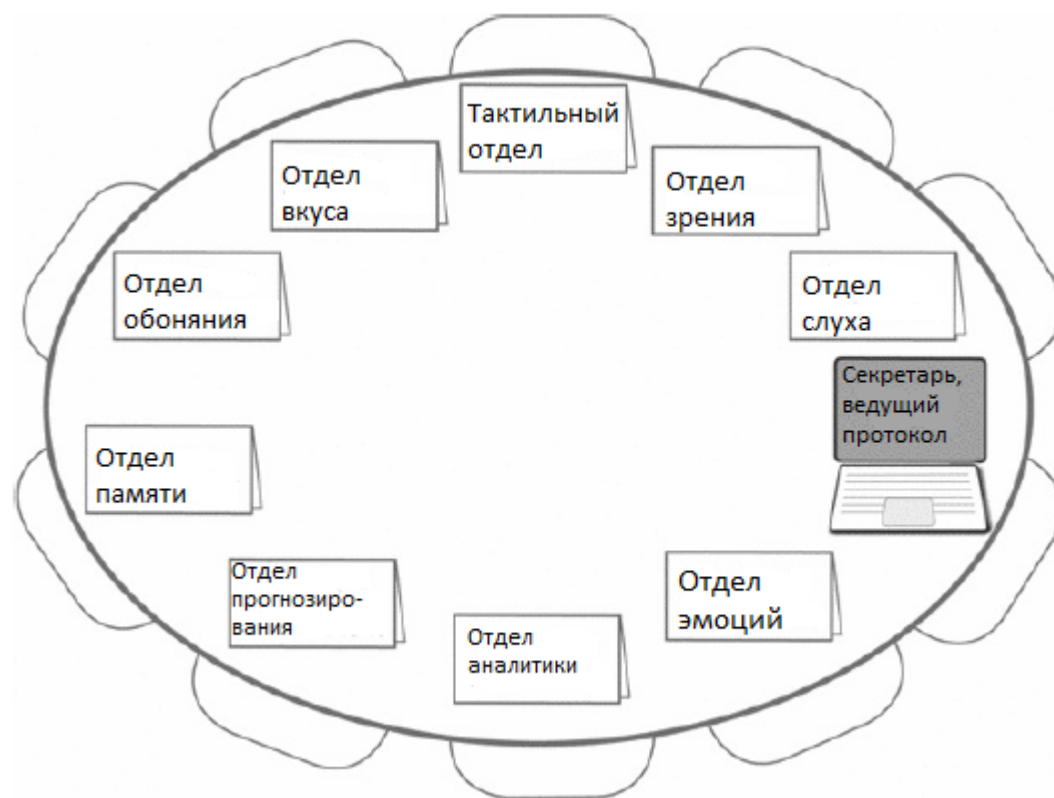 Тактильный
отдел
Отдел
вкуса
Отдел
зрения
Отдел
обоняния
Отдел
слуха
Секретарь,
ведущий
протокол
Отдел
памяти
Отдел
прогнозиро-
вания
Отдел
аналитики
Отдел
эмоций